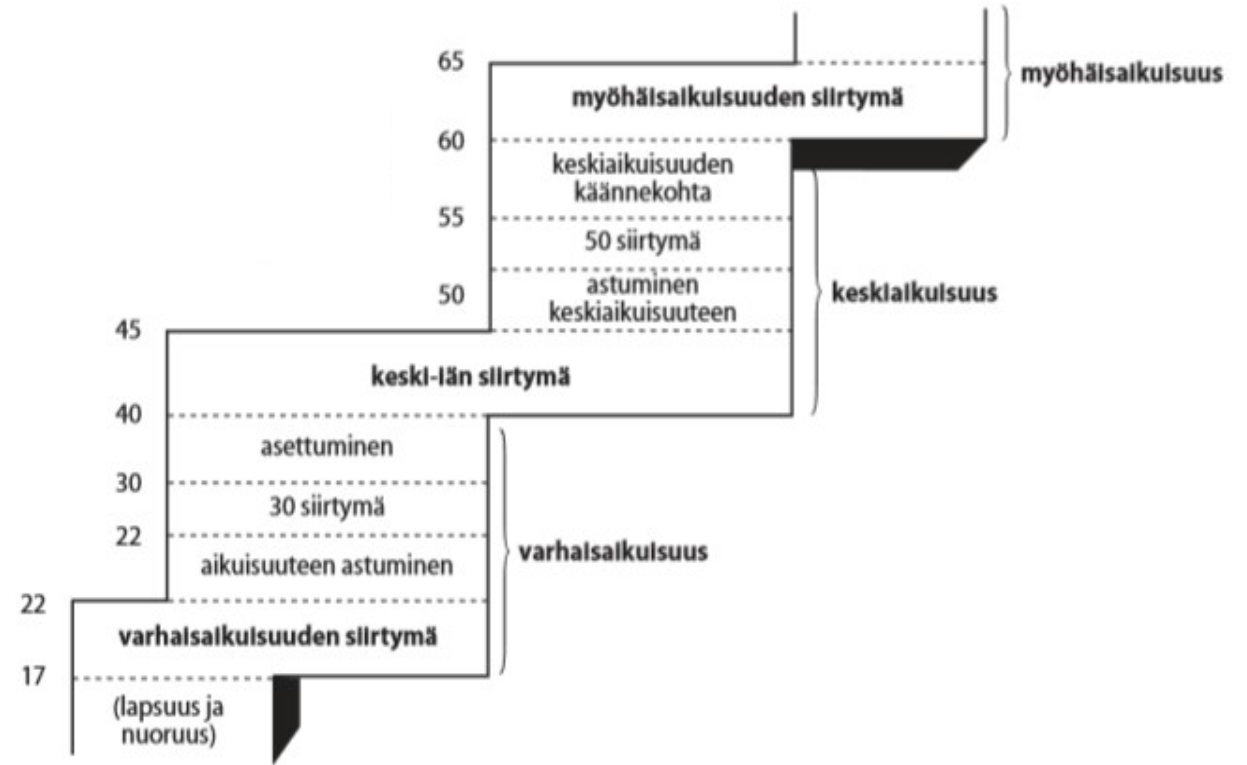 65
myöhäisaikuisuuden siirtymä
myöhäisaikuisuus
60
keskiaikuisuuden
käännekohta
55
50 siirtymä
50
astuminen
keskiaikuisuuteen
keskiaikuisuus
45
keski-iän siirtymä
40
asettuminen
30
30 siirtymä
22
aikuisuuteen astuminen
varhaisaikuisuus
22
varhaisaikuisuuden siirtymä
17
(lapsuus ja
nuoruus)